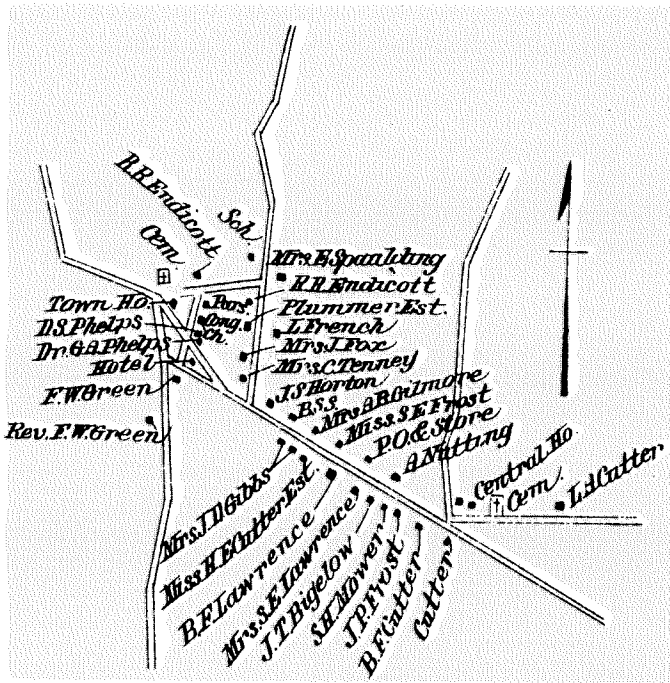 R.R.Endicott
Sch.
Cem.
Mrs.E.Spaulding
R.R.Endicott
Town Ho.
Pars.
Plummer Est.
D.S.Phelps
Cong.
Ch.
L.French
Dr.G.A.Phelps
Mrs.J.Fox
Hotel
Mrs.C.Tenney
F.W.Green
J.S.Horton
B.S.S.
Mrs.A.B.Gilmore
Miss.S.E.Frost
Rev.F.W.Green
P.O.& Store
A.Nutting
Central Ho
Cem.
Mrs.J.D.Gibbs
Miss H.E.Cutter Est.
B.F.Lawrence
Mrs.S.E.Lawrence
J.T.Bigelow
S.H.Mower
J.P.Frost
B.F.Cutter
Cutter